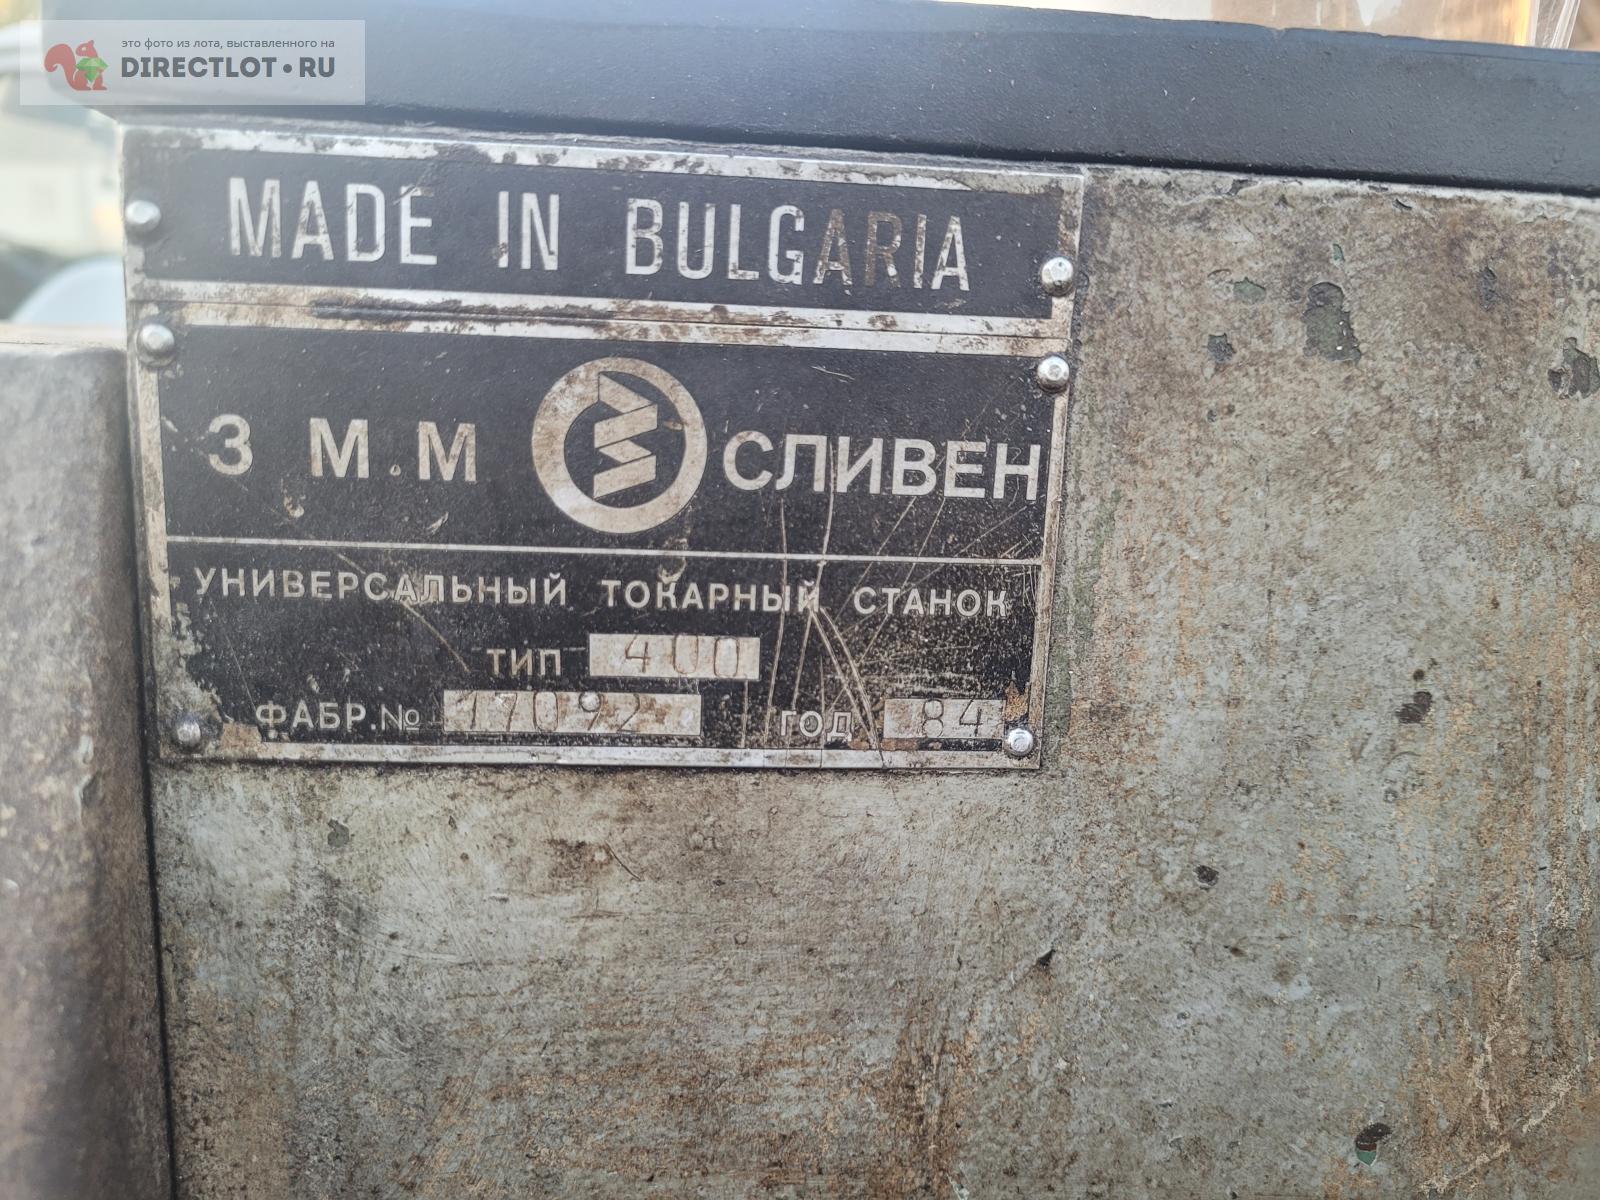 это фото из лота, выставленного на
DIRECTLOT•RU
MADE IN BULGARIA
З М.М СЛИВЕН
УНИВЕРСАЛЬНЫЙ ТОКАРНЫЙ СТАНОК
ТИП 400
ФАБР.№ 17092 ГОД 84